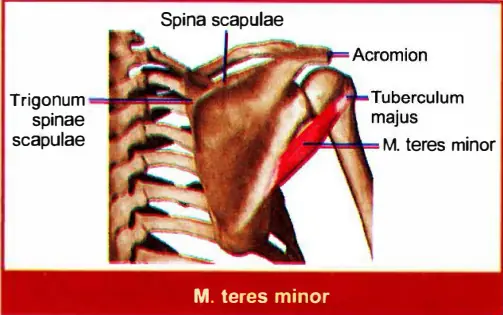 Spina scapulae
Acromion
Trigonum
spinae
scapulae
Tuberculum
majus
M. teres minor
M. teres minor